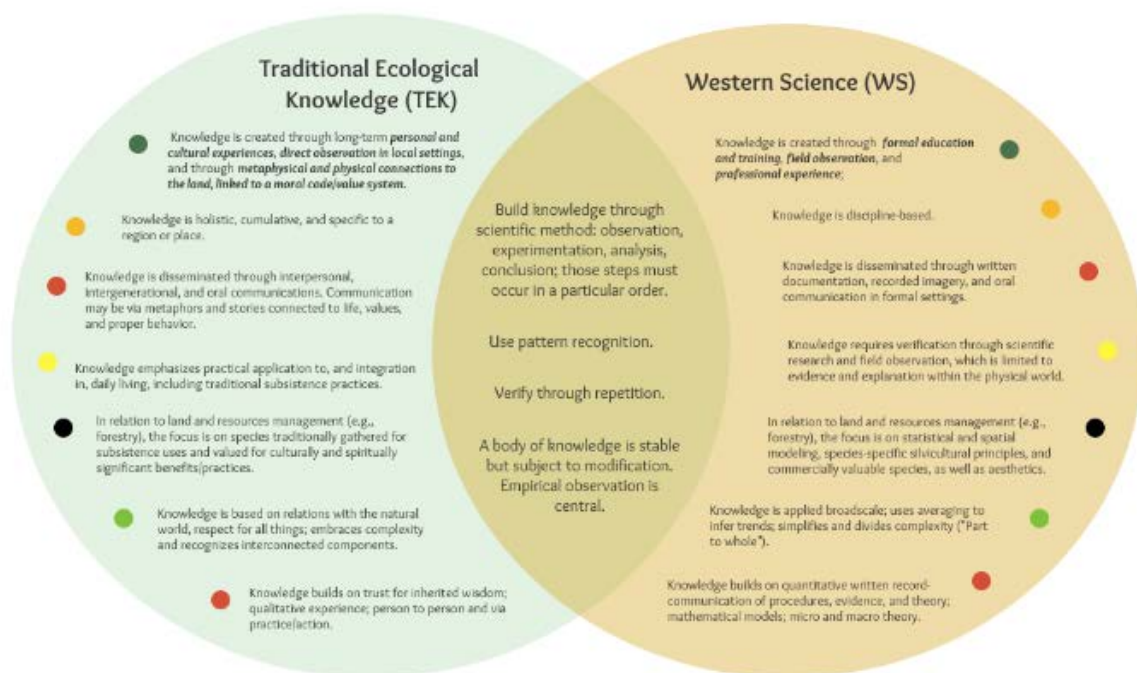 Traditional Ecological
Knowledge (TEK)
Knowledge is created through long-term personal and
cultural experiences, direct observation in local settings,
and through metaphysical and physical connections to
the land, linked to a moral code/value system.
Knowledge is holistic, cumulative, and specific to a
region or place.
Knowledge is disseminated through interpersonal,
intergenerational, and oral communications. Communication
may be via metaphors and stories connected to life, values,
and proper behavior.
Knowledge emphasizes practical application to, and integration
in, daily living, including traditional subsistence practices.
In relation to land and resources management (e.g.,
forestry), the focus is on species traditionally gathered for
subsistence uses and valued for culturally and spiritually
significant benefits/practices.
Knowledge is based on relations with the natural
world, respect for all things; embraces complexity
and recognizes interconnected components.
Knowledge builds on trust for inherited wisdom;
qualitative experience; person to person and via
practice/action.
Build knowledge through
scientific method: observation,
experimentation, analysis,
conclusion; those steps must
occur in a particular order.
Use pattern recognition.
Verify through repetition.
A body of knowledge is stable
but subject to modification.
Empirical observation is
central.
Western Science (WS)
Knowledge is created through formal education
and training, field observation, and
professional experience;
Knowledge is discipline-based.
Knowledge is disseminated through written
documentation, recorded imagery, and oral
communication in formal settings.
Knowledge requires verification through scientific
research and field observation, which is limited to
evidence and explanation within the physical world.
In relation to land and resources management (e.g.,
forestry), the focus is on statistical and spatial
modeling, species-specific silvicultural principles, and
commercially valuable species, as well as aesthetics.
Knowledge is applied broadscale; uses averaging to
infer trends; simplifies and divides complexity ("Part
to whole").
Knowledge builds on quantitative written record-
communication of procedures, evidence, and theory;
mathematical models; micro and macro theory.